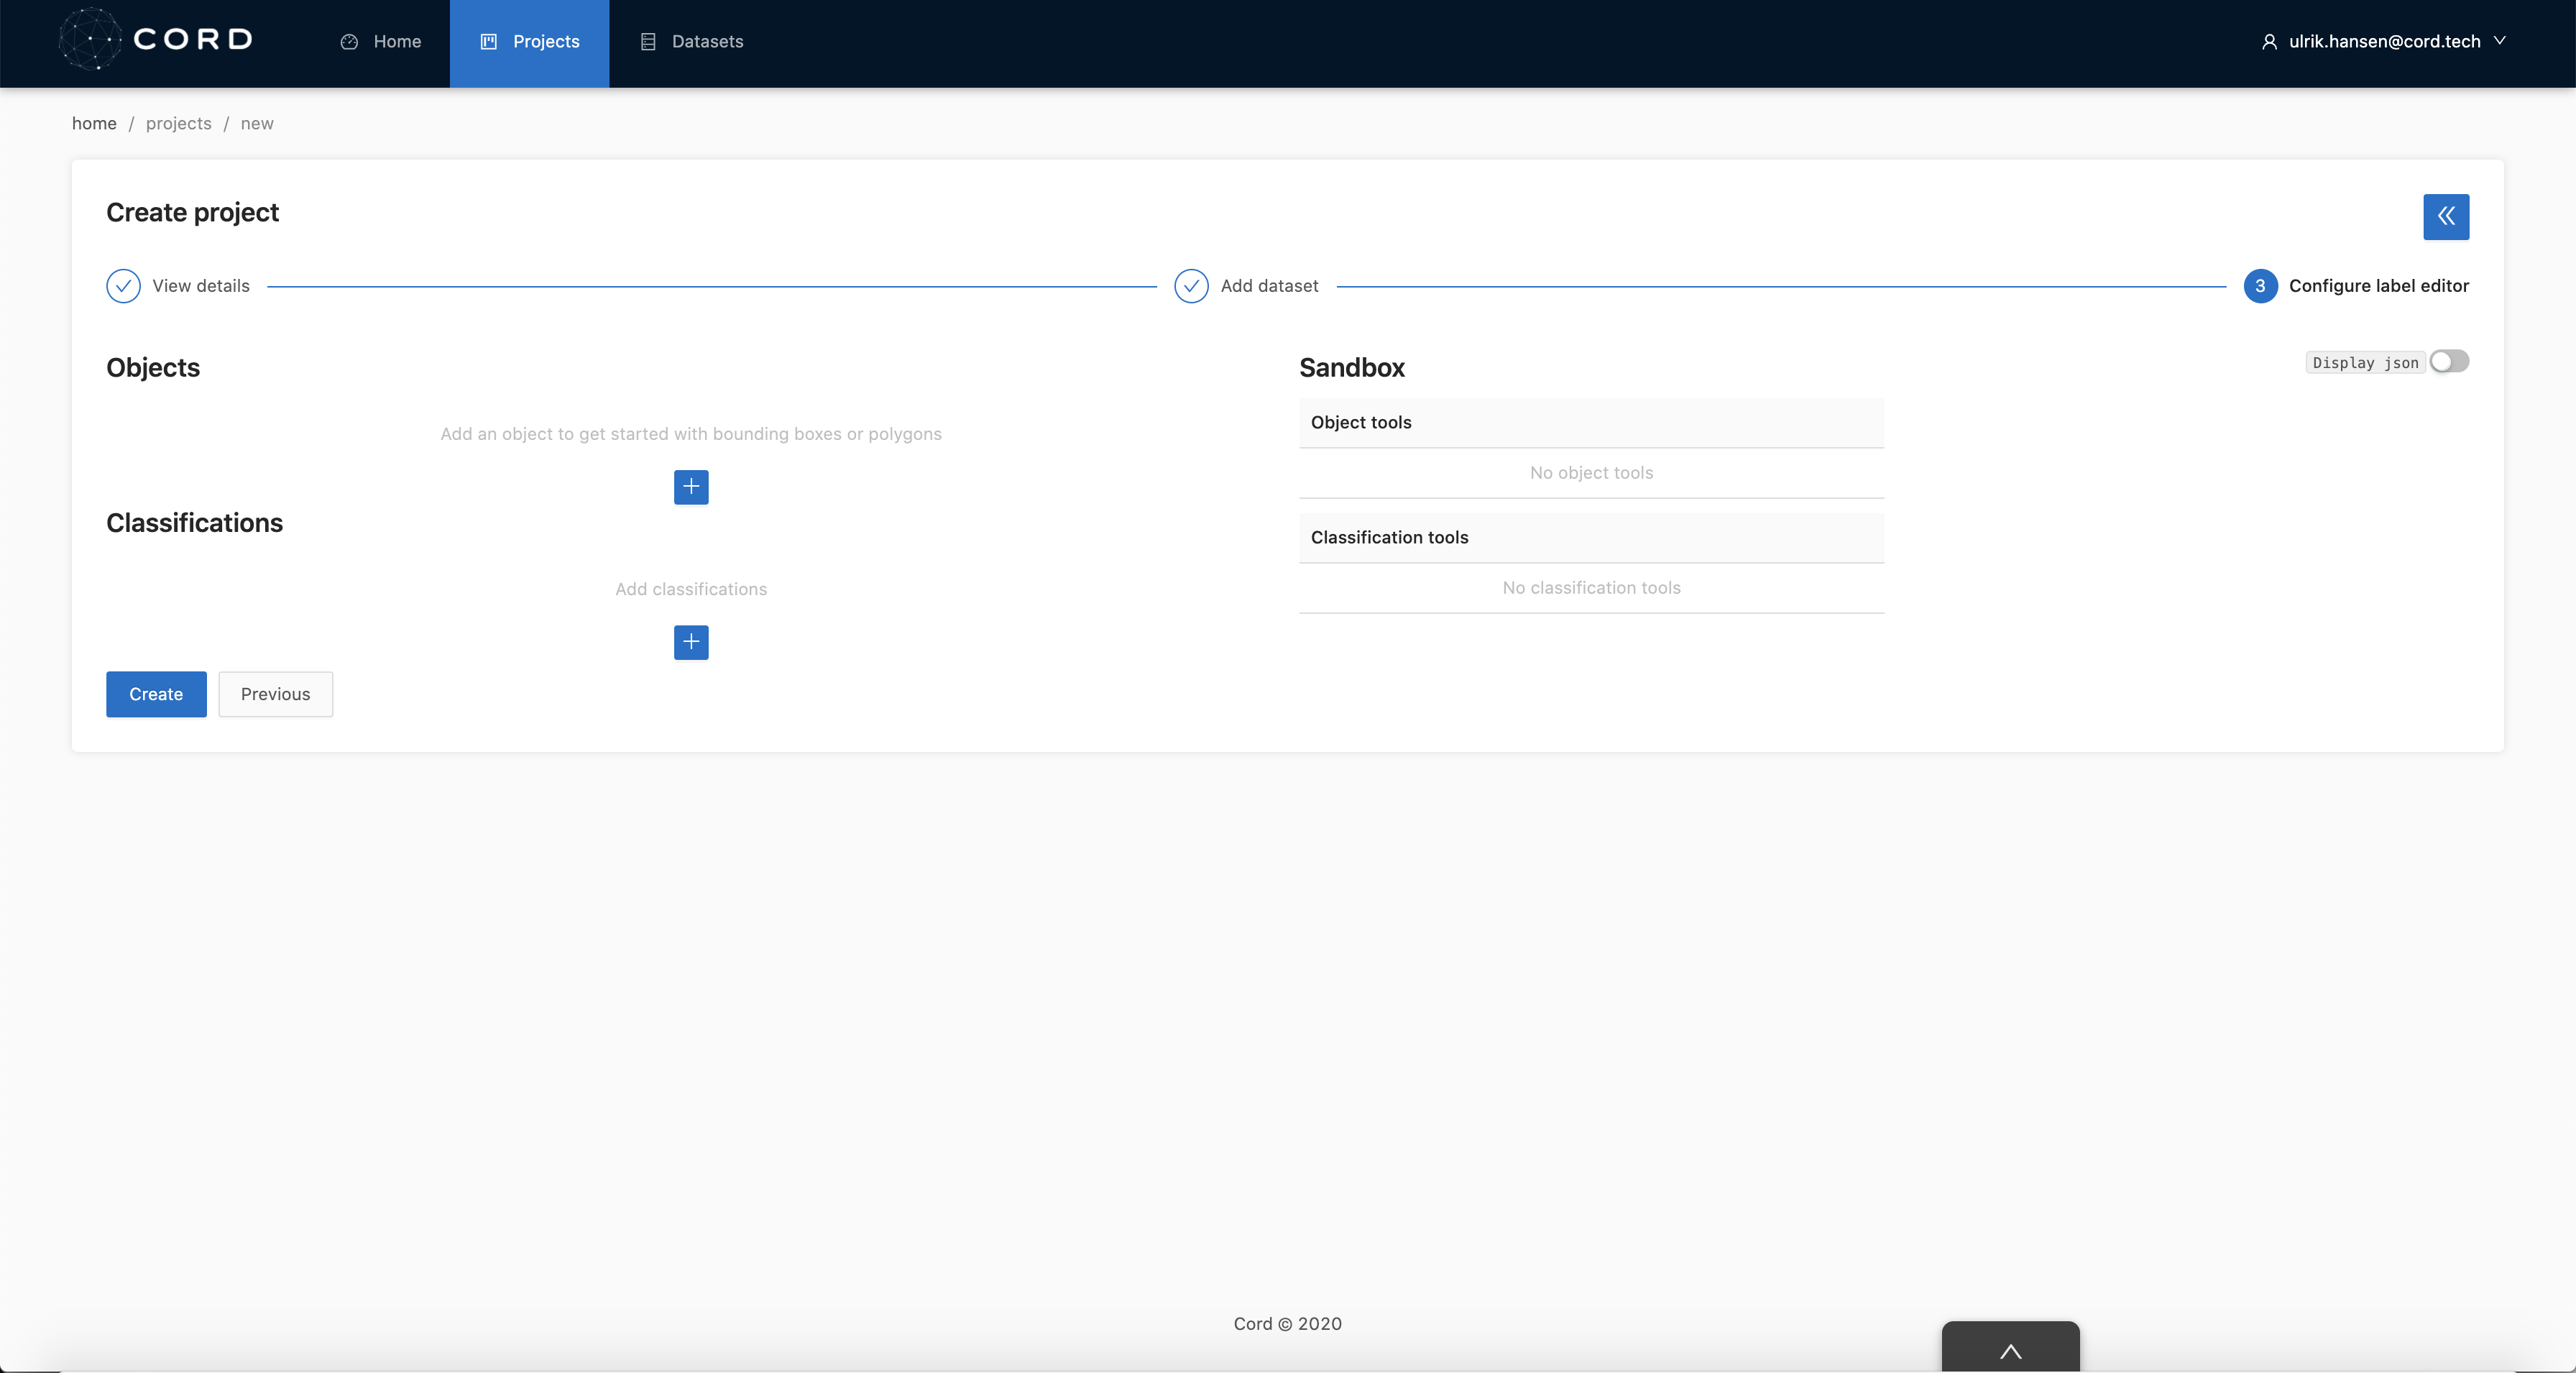 CORD
Home
Projects
Datasets
ulrik.hansen@cord.tech
home / projects / new
Create project
View details
Add dataset
3 Configure label editor
Objects
Add an object to get started with bounding boxes or polygons
Classifications
Add classifications
Create
Previous
Sandbox
Display json
Object tools
No object tools
Classification tools
No classification tools
Cord © 2020